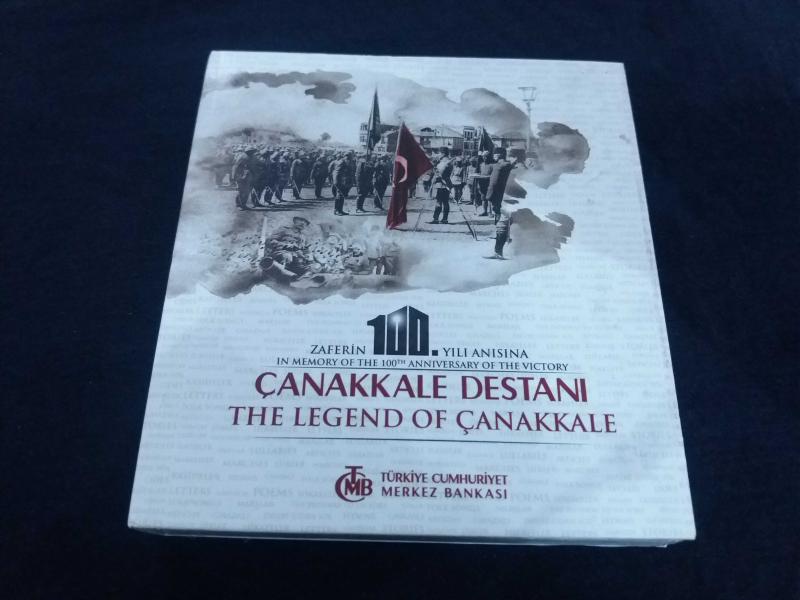 ZAFERİN 100. YILI ANISINA
IN MEMORY OF THE 100TH ANNIVERSARY OF THE VICTORY
ÇANAKKALE DESTANI
THE LEGEND OF ÇANAKKALE
TCMB TÜRKİYE CUMHURİYET
MERKEZ BANKASI